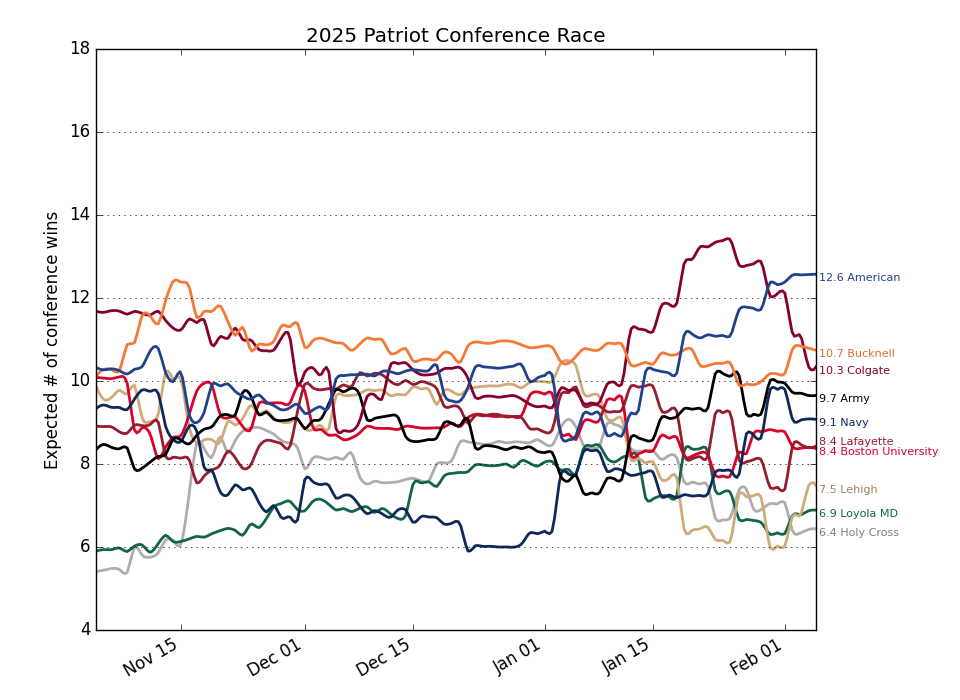 2025 Patriot Conference Race
Expected # of conference wins
18
16
14
12
10
8
6
4
12.6 American
10.7 Bucknell
10.3 Colgate
9.7 Army
9.1 Navy
8.4 Lafayette
8.4 Boston University
7.5 Lehigh
6.9 Loyola MD
6.4 Holy Cross
Nov 15
Dec 01
Dec 15
Jan 01
Jan 15
Feb 01